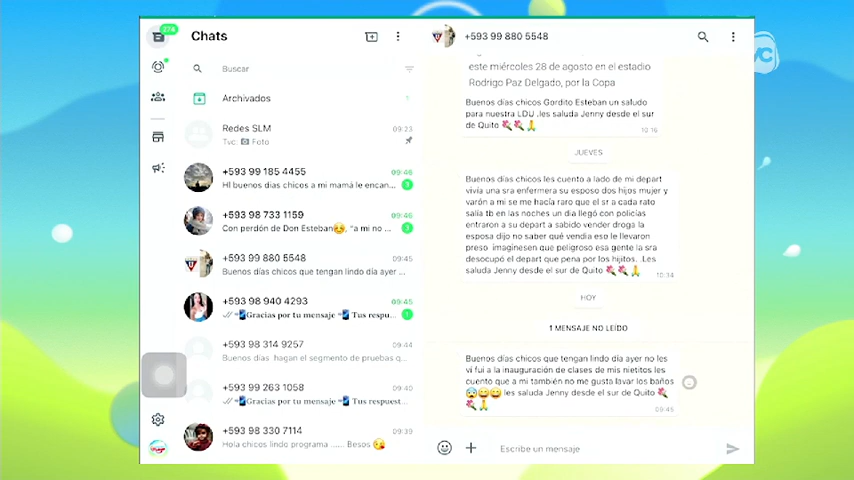 274
Chats
Buscar
Archivados
1
Redes SLM
09:23
Tvc: Foto
+593 99 185 4455
09:46
HI buenos dias chicos a mi mamá le encan...
3
+593 98 733 1159
09:46
Con perdón de Don Esteban😊, "a mi no ...
3
+593 99 880 5548
09:45
Buenos días chicos que tengan lindo día ayer ...
+593 98 940 4293
09:45
📲Gracias por tu mensaje 📲 Tus respu...
1
+593 98 314 9257
09:44
Buenos días hagan el segmento de pruebas q...
+593 99 263 1058
09:40
📲Gracias por tu mensaje 📲 Tus respuest...
+593 98 330 7114
09:39
Hola chicos lindo programa ...... Besos 😘
+593 99 880 5548
este miércoles 28 de agosto en el estadio
Rodrigo Paz Delgado, por la Copa
Buenos días chicos Gordito Esteban un saludo
para nuestra LDU .les saluda Jenny desde el sur
de Quito 🌷🌷🙏
10:16
JUEVES
Buenos días chicos les cuento a lado de mi depart
vivía una sra enfermera su esposo dos hijos mujer y
varón a mi se me hacía raro que el sr a cada rato
salía tb en las noches un día llegó con policías
entraron a su depart a sabido vender droga la
esposa dijo no saber qué vendía eso le llevaron
preso imaginesen que peligroso esa gente la sra
desocupó el depart que pena por los hijitos .Les
saluda Jenny desde el sur de Quito 🌷🌷🙏
10:34
HOY
1 MENSAJE NO LEÍDO
Buenos días chicos que tengan lindo día ayer no les
vi fui a la inauguración de clases de mis nietitos les
cuento que a mi también no me gusta lavar los baños
😰😄😄 les saluda Jenny desde el sur de Quito 🌷
🌷🙏
09:45
Escribe un mensaje